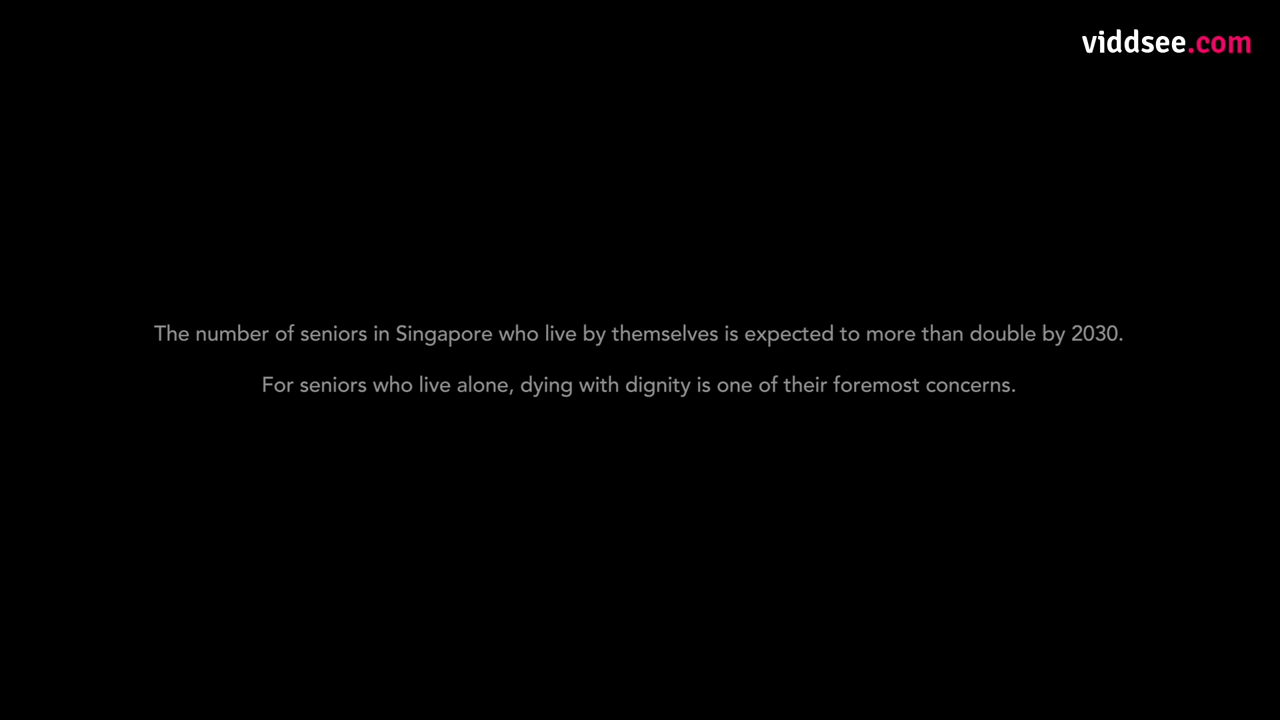 viddsee.com
The number of seniors in Singapore who live by themselves is expected to more than double by 2030.
For seniors who live alone, dying with dignity is one of their foremost concerns.